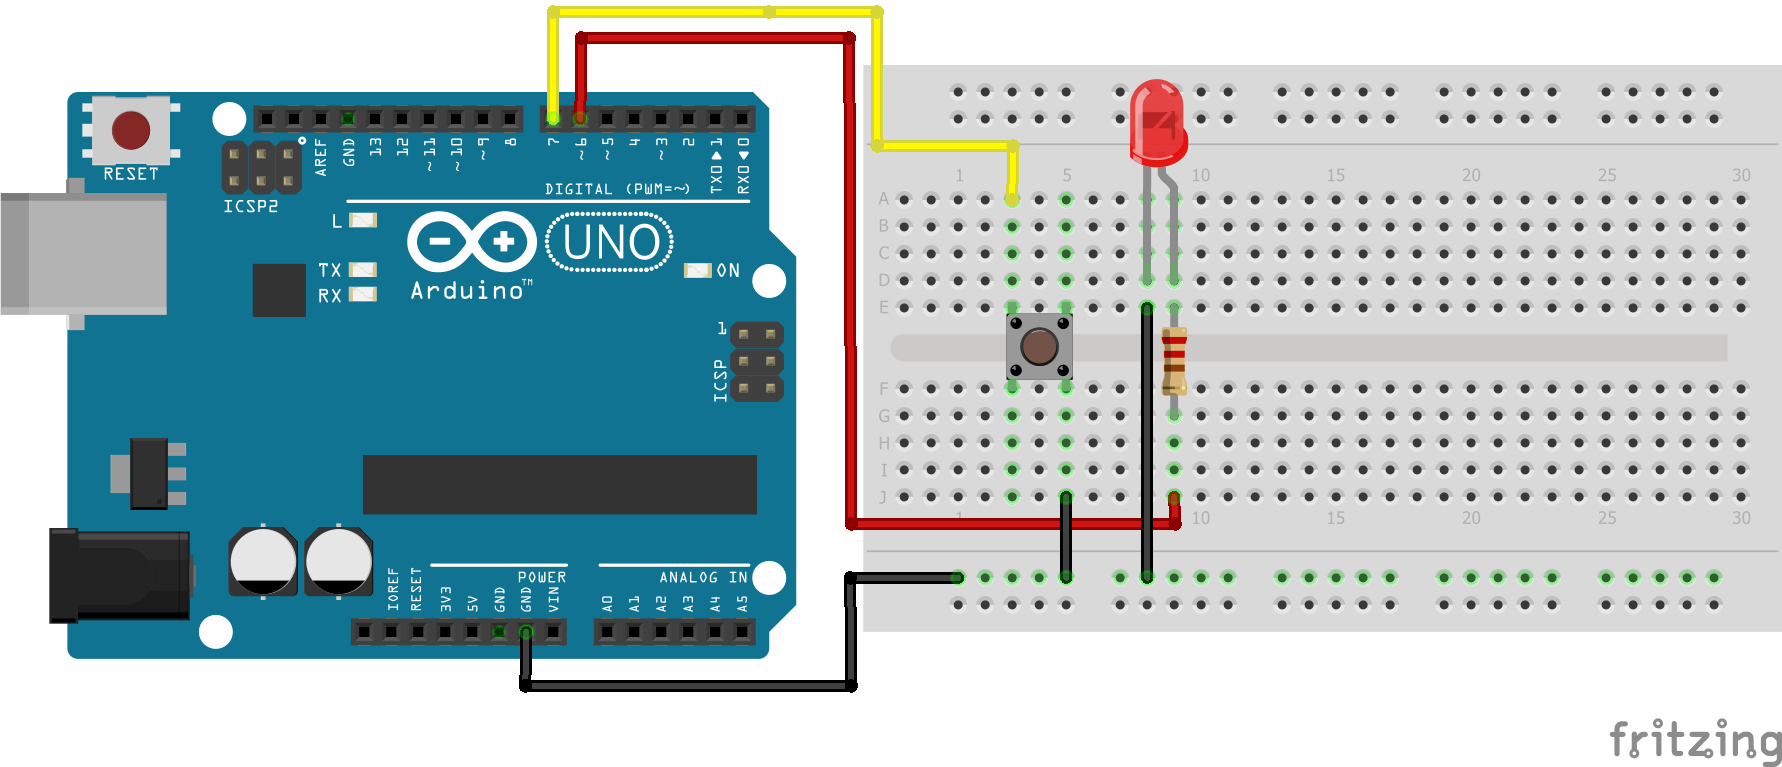 RESET
ICSP2
AREF
GND
13
12
~11
~10
~9
8
7
~6
~5
4
~3
2
TX0▶1
RX0◀0
DIGITAL (PWM=~)
L
TX
RX
UNO
Arduino™
ON
1
ICSP
IOREF
RESET
3V3
5V
GND
GND
VIN
POWER
ANALOG IN
A0
A1
A2
A3
A4
A5
1 5 10 15 20 25 30
A
B
C
D
E
F
G
H
I
J
1 10 15 20 25 30
fritzing